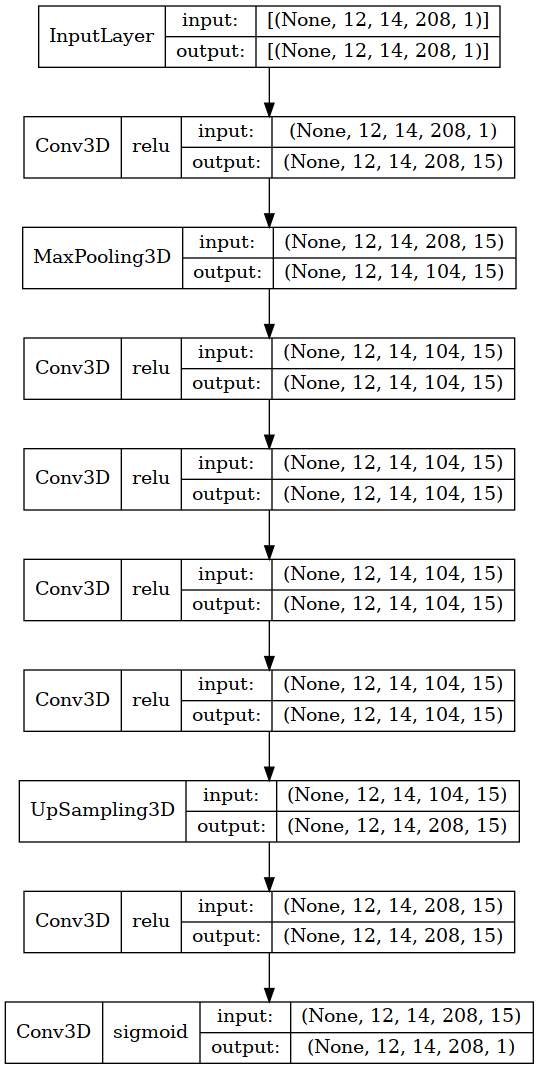 InputLayer input: [(None, 12, 14, 208, 1)]
output: [(None, 12, 14, 208, 1)]
Conv3D relu input: (None, 12, 14, 208, 1)
output: (None, 12, 14, 208, 15)
MaxPooling3D input: (None, 12, 14, 208, 15)
output: (None, 12, 14, 104, 15)
Conv3D relu input: (None, 12, 14, 104, 15)
output: (None, 12, 14, 104, 15)
Conv3D relu input: (None, 12, 14, 104, 15)
output: (None, 12, 14, 104, 15)
Conv3D relu input: (None, 12, 14, 104, 15)
output: (None, 12, 14, 104, 15)
Conv3D relu input: (None, 12, 14, 104, 15)
output: (None, 12, 14, 104, 15)
UpSampling3D input: (None, 12, 14, 104, 15)
output: (None, 12, 14, 208, 15)
Conv3D relu input: (None, 12, 14, 208, 15)
output: (None, 12, 14, 208, 15)
Conv3D sigmoid input: (None, 12, 14, 208, 15)
output: (None, 12, 14, 208, 1)